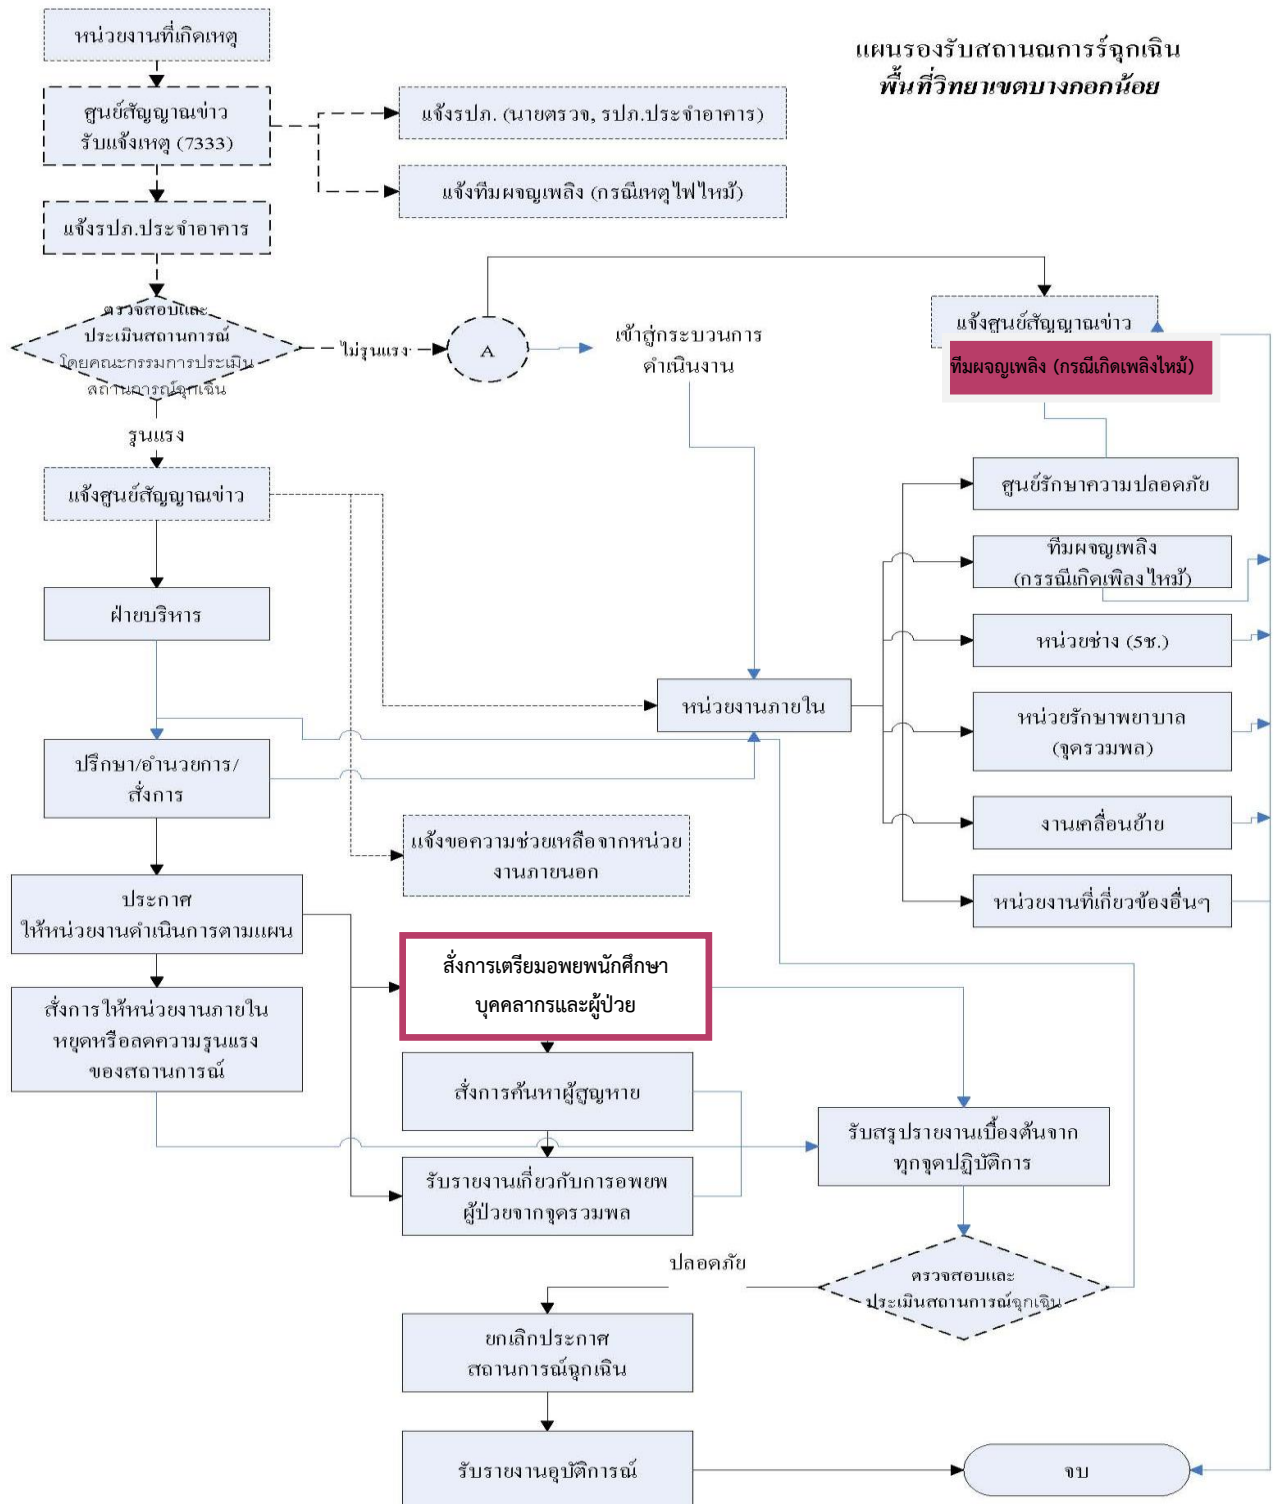 หน่วยงานที่เกิดเหตุ
แผนรองรับสถานณการร์ฉุกเฉิน
พื้นที่วิทยาเขตบางกอกน้อย
ศูนย์สัญญาณข่าว
รับแจ้งเหตุ (7333)
แจ้งรปภ. (นายตรวจ, รปภ.ประจำอาคาร)
แจ้งทีมผจญเพลิง (กรณีเหตุไฟไหม้)
แจ้งรปภ.ประจำอาคาร
ตรวจสอบและ
ประเมินสถานการณ์
โดยคณะกรรมการประเมิน
สถานการณ์ฉุกเฉิน
ไม่รุนแรง
A
เข้าสู่กระบวนการ
ดำเนินงาน
แจ้งศูนย์สัญญาณข่าว
ทีมผจญเพลิง (กรณีเกิดเพลิงไหม้)
รุนแรง
แจ้งศูนย์สัญญาณข่าว
ศูนย์รักษาความปลอดภัย
ทีมผจญเพลิง
(กรรณีเกิดเพิลง ไหม้)
ฝ่ายบริหาร
หน่วยช่าง (5ช.)
หน่วยงานภายใน
หน่วยรักษาพยาบาล
(จุดรวมพล)
ปรึกษา/อำนวยการ/
สั่งการ
งานเคลื่อนย้าย
แจ้งขอความช่วยเหลือจากหน่วย
งานภายนอก
หน่วยงานที่เกี่ยวข้องอื่นๆ
ประกาศ
ให้หน่วยงานดำเนินการตามแผน
สั่งการเตรียมอพยพนักศึกษา
บุคคลากรและผู้ป่วย
สั่งการให้หน่วยงานภายใน
หยุดหรือลดความรุนแรง
ของสถานการณ์
สั่งการค้นหาผู้สูญหาย
รับสรุปรายงานเบื้องต้นจาก
ทุกจุดปฏิบัติการ
รับรายงานเกี่ยวกับการอพยพ
ผู้ป่วยจากจุดรวมพล
ปลอดภัย
ตรวจสอบและ
ประเมินสถานการณ์ฉุกเฉิน
ยกเลิกประกาศ
สถานการณ์ฉุกเฉิน
รับรายงานอุบัติการณ์
จบ